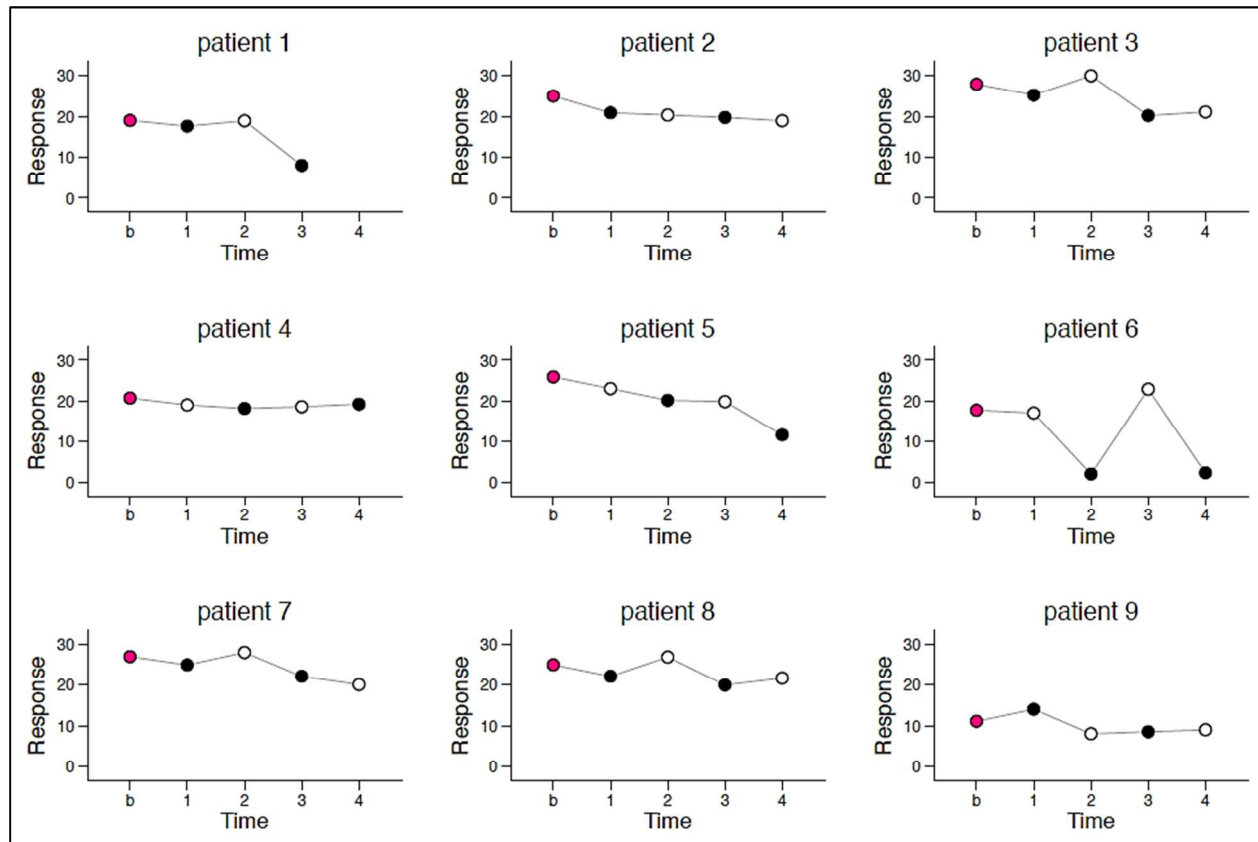 patient 1
Response
30
20
10
0
b 1 2 3 4
Time
patient 2
Response
30
20
10
0
b 1 2 3 4
Time
patient 3
Response
30
20
10
0
b 1 2 3 4
Time
patient 4
Response
30
20
10
0
b 1 2 3 4
Time
patient 5
Response
30
20
10
0
b 1 2 3 4
Time
patient 6
Response
30
20
10
0
b 1 2 3 4
Time
patient 7
Response
30
20
10
0
b 1 2 3 4
Time
patient 8
Response
30
20
10
0
b 1 2 3 4
Time
patient 9
Response
30
20
10
0
b 1 2 3 4
Time